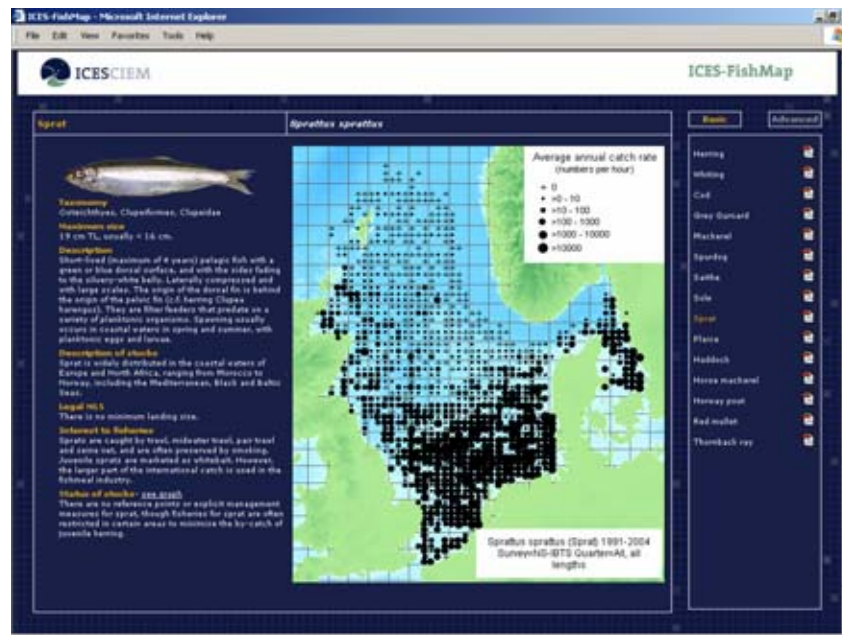 ICES-FishMap - Microsoft Internet Explorer
File Edit View Favorites Tools Help
ICESCIEM
ICES-FishMap
Sprat
Sprattus sprattus
Basic
Advanced
Taxonomy
Osteichthyes, Clupeiformes, Clupeidae
Maximum size
19 cm TL, usually < 16 cm.
Description
Short-lived (maximum of 4 years) pelagic fish with a
green or blue dorsal surface, and with the sides fading
to the silvery-white belly. Laterally compressed and
with large scales. The origin of the dorsal fin is behind
the origin of the pelvic fin (c.f. herring Clupea
harengus). They are filter feeders that predate on a
variety of planktonic organisms. Spawning usually
occurs in coastal waters in spring and summer, with
planktonic eggs and larvae.
Description of stocks
Sprat is widely distributed in the coastal waters of
Europe and North Africa, ranging from Morocco to
Norway, including the Mediterranean, Black and Baltic
Seas.
Legal MLS
There is no minimum landing size.
Interest to fisheries
Sprats are caught by trawl, midwater trawl, pair trawl
and seine net, and are often preserved by smoking.
Juvenile sprats are marketed as whitebait. However,
the larger part of the international catch is used in the
fishmeal industry.
Status of stocks- see graph
There are no reference points or explicit management
measures for sprat, though fisheries for sprat are often
restricted in certain areas to minimize the by-catch of
juvenile herring.
Average annual catch rate
(numbers per hour)
0
>0 - 10
>10 - 100
>100 - 1000
>1000 - 10000
>10000
Sprattus sprattus (Sprat) 1991-2004
Survey=NS-IBTS Quarter=All, all
lengths
Herring
Whiting
Cod
Grey Gurnard
Mackerel
Spurdog
Saithe
Sole
Sprat
Plaice
Haddock
Horse mackerel
Norway pout
Red mullet
Thornback ray